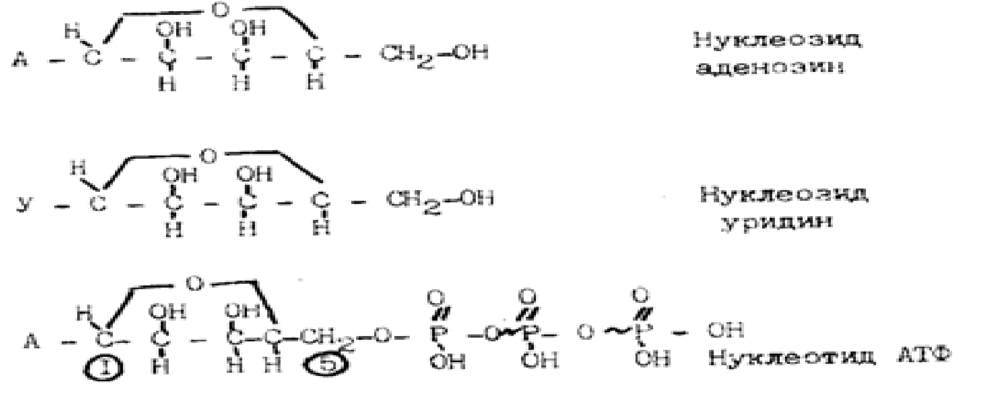 O
H OH OH
А - C - C - C - C - CH2-OH
H H H
Нуклеозид
аденозин
O
H OH OH
У - C - C - C - C - CH2-OH
H H H
Нуклеозид
уридин
O O O O
H OH OH
А - C - C - C - C - CH2 - O - P - O ~ P - O ~ P - OH
1 H H H 5 OH OH OH
Нуклеотид АТФ